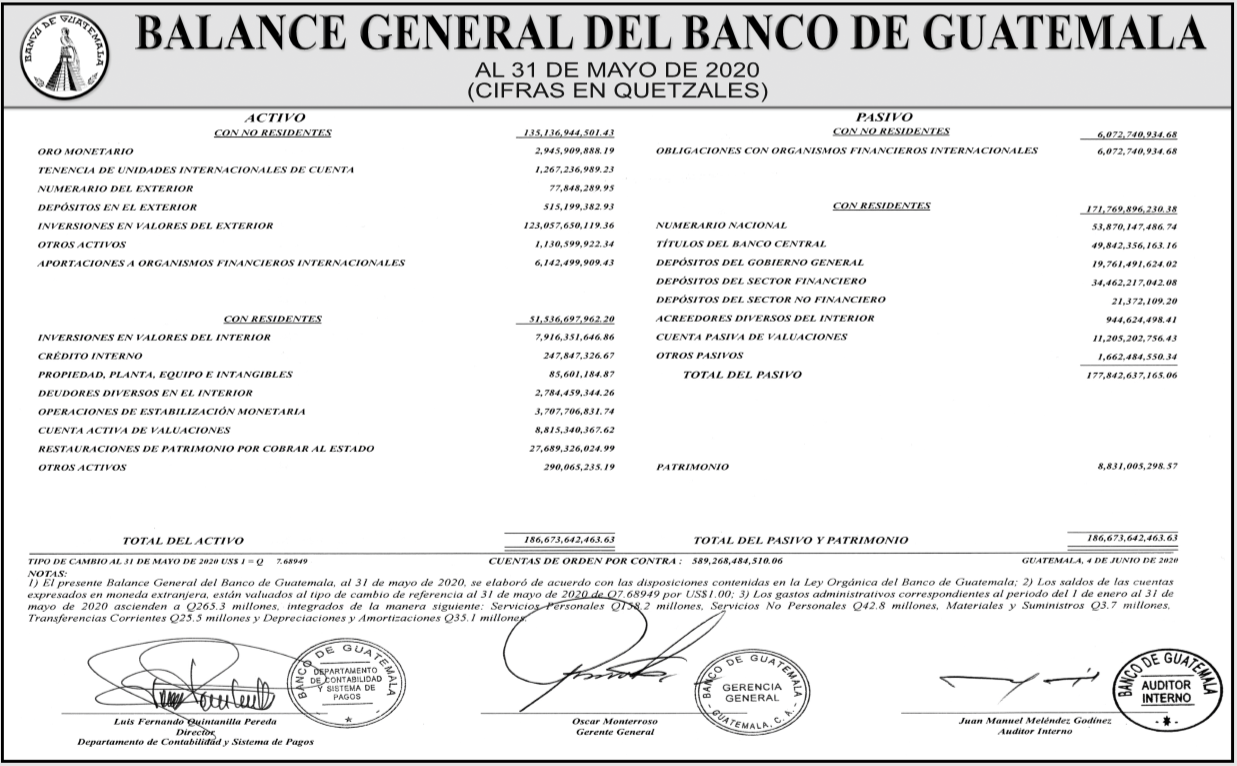 BANCO DE GUATEMALA
BALANCE GENERAL DEL BANCO DE GUATEMALA
AL 31 DE MAYO DE 2020
(CIFRAS EN QUETZALES)
ACTIVO
CON NO RESIDENTES 135,136,944,501.43
ORO MONETARIO 2,945,909,888.19
TENENCIA DE UNIDADES INTERNACIONALES DE CUENTA 1,267,236,989.23
NUMERARIO DEL EXTERIOR 77,848,289.95
DEPÓSITOS EN EL EXTERIOR 515,199,382.93
INVERSIONES EN VALORES DEL EXTERIOR 123,057,650,119.36
OTROS ACTIVOS 1,130,599,922.34
APORTACIONES A ORGANISMOS FINANCIEROS INTERNACIONALES 6,142,499,909.43
CON RESIDENTES 51,536,697,962.20
INVERSIONES EN VALORES DEL INTERIOR 7,916,351,646.86
CRÉDITO INTERNO 247,847,326.67
PROPIEDAD, PLANTA, EQUIPO E INTANGIBLES 85,601,184.87
DEUDORES DIVERSOS EN EL INTERIOR 2,784,459,344.26
OPERACIONES DE ESTABILIZACIÓN MONETARIA 3,707,706,831.74
CUENTA ACTIVA DE VALUACIONES 8,815,340,367.62
RESTAURACIONES DE PATRIMONIO POR COBRAR AL ESTADO 27,689,326,024.99
OTROS ACTIVOS 290,065,235.19
TOTAL DEL ACTIVO 186,673,642,463.63
PASIVO
CON NO RESIDENTES 6,072,740,934.68
OBLIGACIONES CON ORGANISMOS FINANCIEROS INTERNACIONALES 6,072,740,934.68
CON RESIDENTES 171,769,896,230.38
NUMERARIO NACIONAL 53,870,147,486.74
TÍTULOS DEL BANCO CENTRAL 49,842,356,163.16
DEPÓSITOS DEL GOBIERNO GENERAL 19,761,491,624.02
DEPÓSITOS DEL SECTOR FINANCIERO 34,462,217,042.08
DEPÓSITOS DEL SECTOR NO FINANCIERO 21,372,109.20
ACREEDORES DIVERSOS DEL INTERIOR 944,624,498.41
CUENTA PASIVA DE VALUACIONES 11,205,202,756.43
OTROS PASIVOS 1,662,484,550.34
TOTAL DEL PASIVO 177,842,637,165.06
PATRIMONIO 8,831,005,298.57
TOTAL DEL PASIVO Y PATRIMONIO 186,673,642,463.63
TIPO DE CAMBIO AL 31 DE MAYO DE 2020 US$ 1 = Q 7.68949 CUENTAS DE ORDEN POR CONTRA : 589,268,484,510.06 GUATEMALA, 4 DE JUNIO DE 2020
NOTAS:
1) El presente Balance General del Banco de Guatemala, al 31 de mayo de 2020, se elaboró de acuerdo con las disposiciones contenidas en la Ley Orgánica del Banco de Guatemala; 2) Los saldos de las cuentas
expresados en moneda extranjera, están valuados al tipo de cambio de referencia al 31 de mayo de 2020 de Q7.68949 por US$1.00; 3) Los gastos administrativos correspondientes al periodo del 1 de enero al 31 de
mayo de 2020 ascienden a Q265.3 millones, integrados de la manera siguiente: Servicios Personales Q158.2 millones, Servicios No Personales Q42.8 millones, Materiales y Suministros Q3.7 millones,
Transferencias Corrientes Q25.5 millones y Depreciaciones y Amortizaciones Q35.1 millones.
BANCO DE GUATEMALA
DEPARTAMENTO
DE CONTABILIDAD
Y SISTEMA DE
PAGOS
Luis Fernando Quintanilla Pereda
Director
Departamento de Contabilidad y Sistema de Pagos
BANCO DE GUATEMALA
GERENCIA
GENERAL
GUATEMALA, C. A.
Oscar Monterroso
Gerente General
BANCO DE GUATEMALA
AUDITOR
INTERNO
Juan Manuel Meléndez Godínez
Auditor Interno